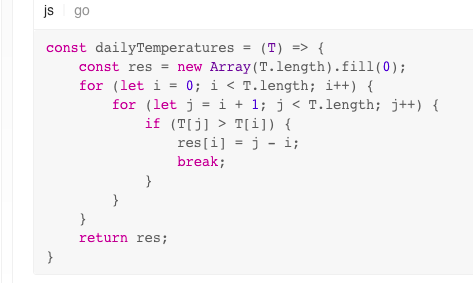 js go
const dailyTemperatures = (T) => {
    const res = new Array(T.length).fill(0);
    for (let i = 0; i < T.length; i++) {
        for (let j = i + 1; j < T.length; j++) {
            if (T[j] > T[i]) {
                res[i] = j - i;
                break;
            }
        }
    }
    return res;
}